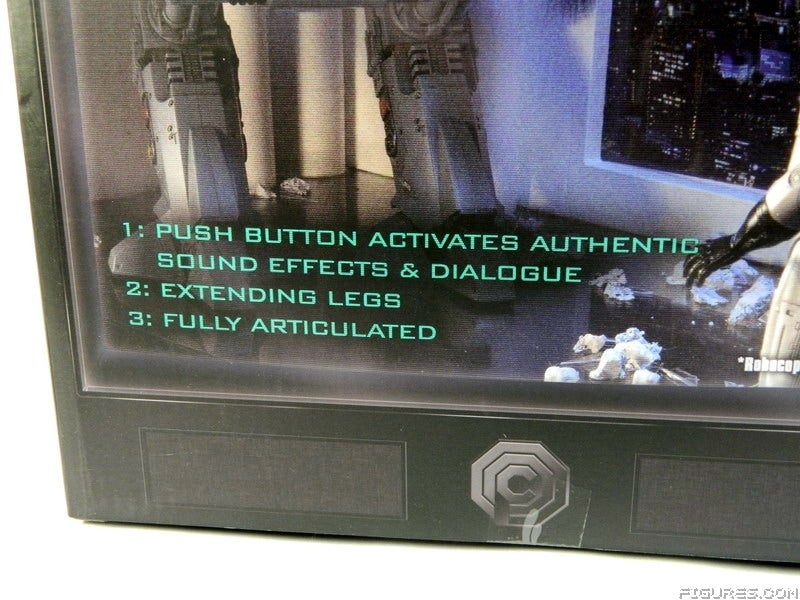 1: PUSH BUTTON ACTIVATES AUTHENTIC
SOUND EFFECTS & DIALOGUE
2: EXTENDING LEGS
3: FULLY ARTICULATED
*Robocop
FIGURES.COM